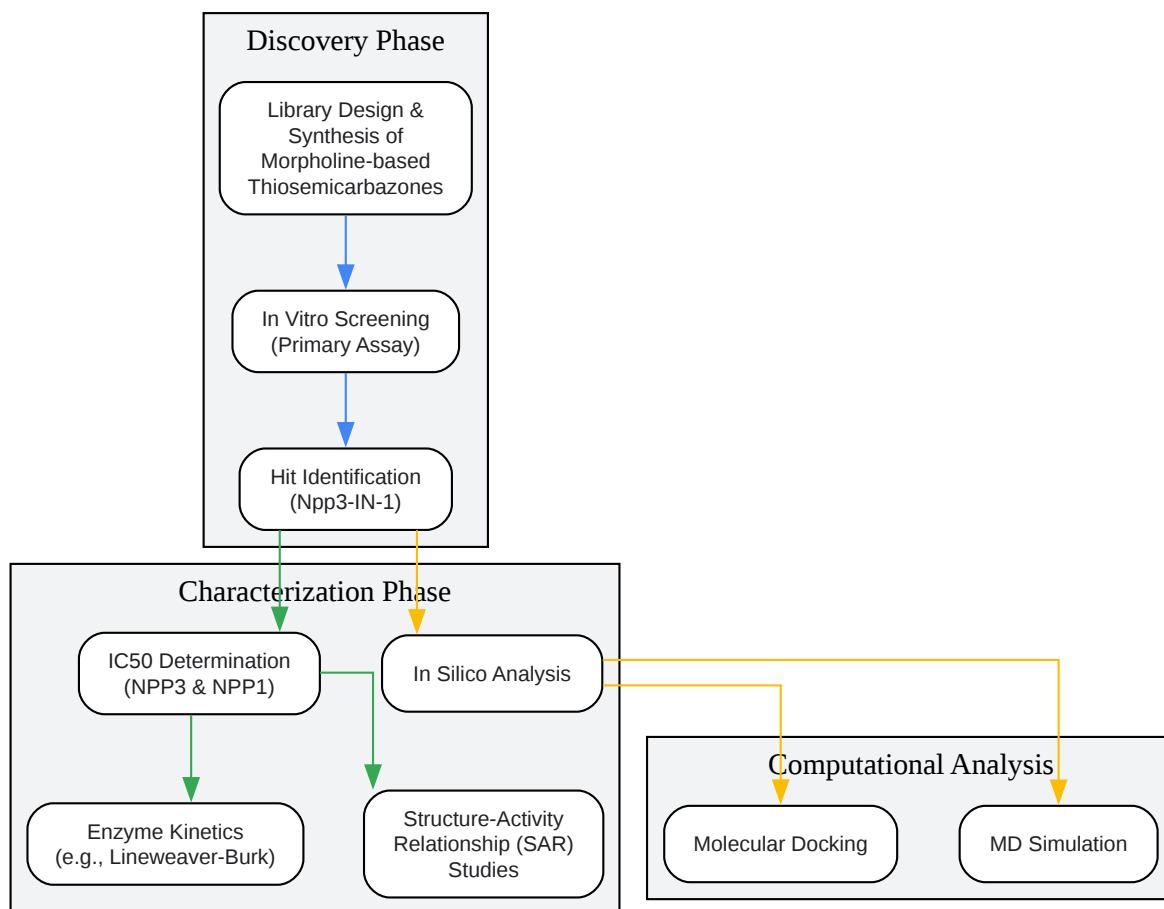 Discovery Phase
Library Design &
Synthesis of
Morpholine-based
Thiosemicarbazones
In Vitro Screening
(Primary Assay)
Hit Identification
(Npp3-IN-1)
Characterization Phase
IC50 Determination
(NPP3 & NPP1)
In Silico Analysis
Enzyme Kinetics
(e.g., Lineweaver-Burk)
Structure-Activity
Relationship (SAR)
Studies
Computational Analysis
Molecular Docking
MD Simulation